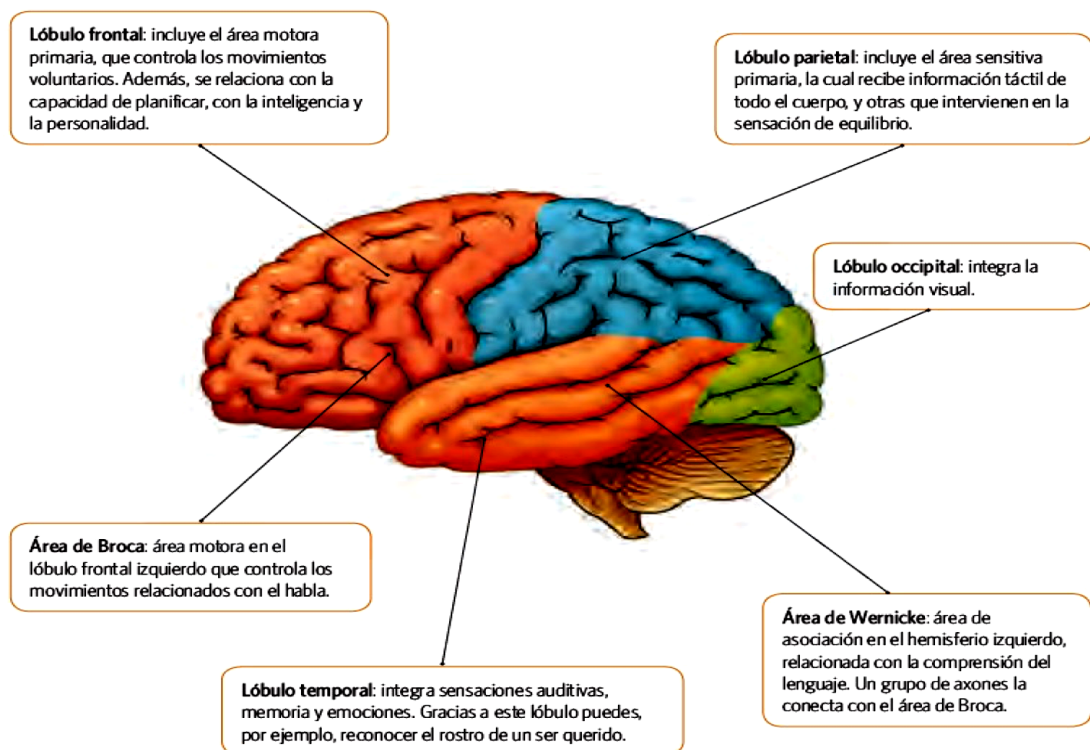 Lóbulo frontal: incluye el área motora
primaria, que controla los movimientos
voluntarios. Además, se relaciona con la
capacidad de planificar, con la inteligencia y
la personalidad.
Lóbulo parietal: incluye el área sensitiva
primaria, la cual recibe información táctil de
todo el cuerpo, y otras que intervienen en la
sensación de equilibrio.
Lóbulo occipital: integra la
información visual.
Área de Broca: área motora en el
lóbulo frontal izquierdo que controla los
movimientos relacionados con el habla.
Área de Wernicke: área de
asociación en el hemisferio izquierdo,
relacionada con la comprensión del
lenguaje. Un grupo de axones la
conecta con el área de Broca.
Lóbulo temporal: integra sensaciones auditivas,
memoria y emociones. Gracias a este lóbulo puedes,
por ejemplo, reconocer el rostro de un ser querido.